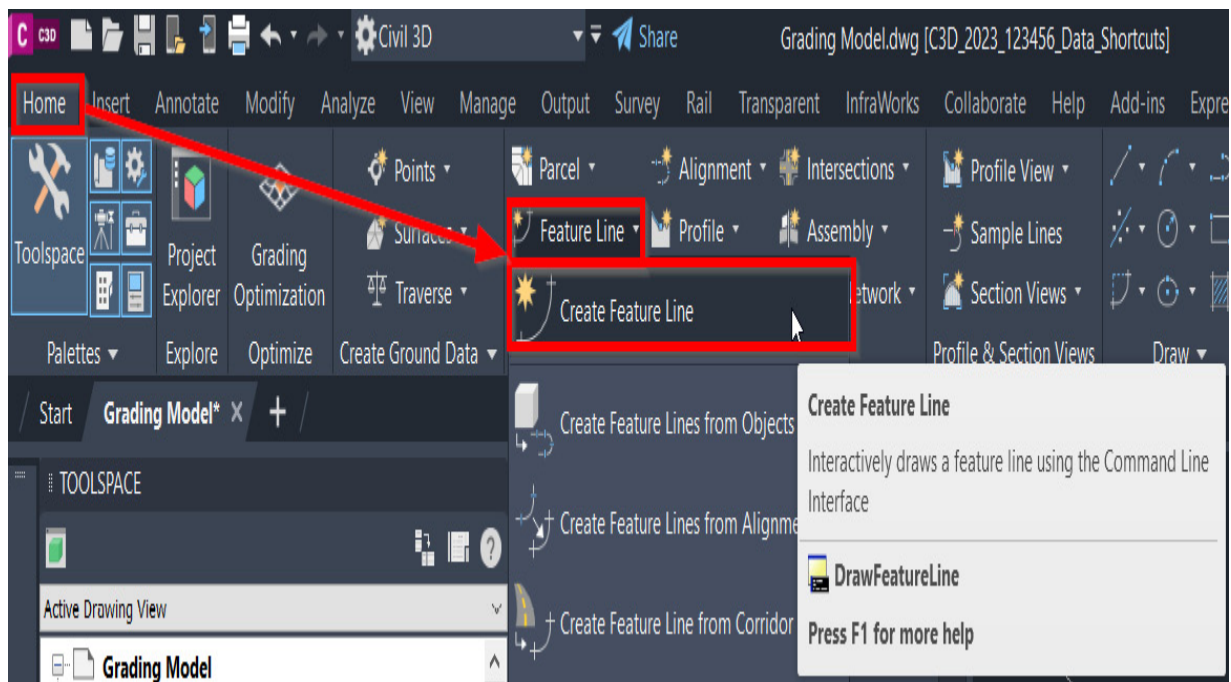 C C3D Civil 3D Share Grading Model.dwg [C3D_2023_123456_Data_Shortcuts]
Home Insert Annotate Modify Analyze View Manage Output Survey Rail Transparent InfraWorks Collaborate Help Add-ins Expre
Points Parcel Alignment Intersections Profile View
Toolspace Project Explorer Grading Optimization Surfaces Feature Line Profile Assembly Sample Lines
Traverse Create Feature Line etwork Section Views
Palettes Explore Optimize Create Ground Data Profile & Section Views Draw
Start Grading Model* X +
Create Feature Lines from Objects
Create Feature Lines from Alignme
Create Feature Line from Corridor
Create Feature Line
Interactively draws a feature line using the Command Line
Interface
DrawFeatureLine
Press F1 for more help
TOOLSPACE
?
Active Drawing View
Grading Model